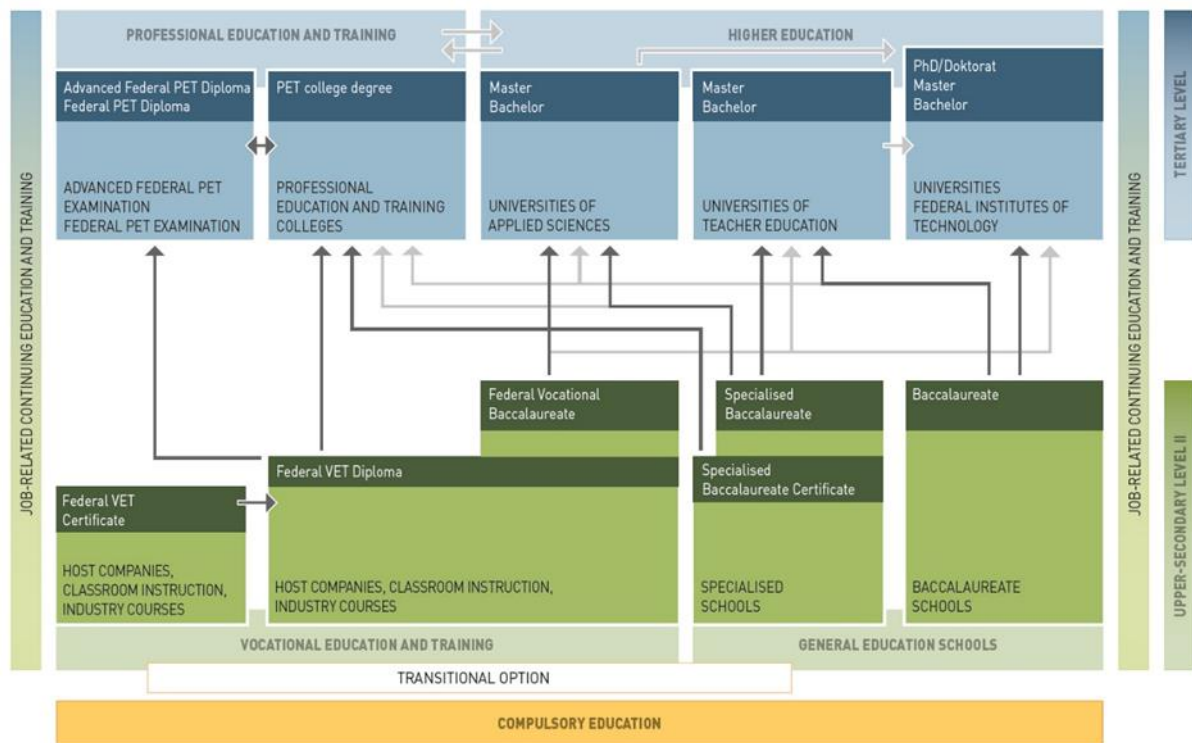 PROFESSIONAL EDUCATION AND TRAINING
HIGHER EDUCATION
Advanced Federal PET Diploma
Federal PET Diploma
PET college degree
Master
Bachelor
Master
Bachelor
PhD/Doktorat
Master
Bachelor
ADVANCED FEDERAL PET
EXAMINATION
FEDERAL PET EXAMINATION
PROFESSIONAL
EDUCATION AND TRAINING
COLLEGES
UNIVERSITIES OF
APPLIED SCIENCES
UNIVERSITIES OF
TEACHER EDUCATION
UNIVERSITIES
FEDERAL INSTITUTES OF
TECHNOLOGY
JOB-RELATED CONTINUING EDUCATION AND TRAINING
JOB-RELATED CONTINUING EDUCATION AND TRAINING
TERTIARY LEVEL
UPPER-SECONDARY LEVEL II
Federal Vocational
Baccalaureate
Specialised
Baccalaureate
Baccalaureate
Federal VET Diploma
Specialised
Baccalaureate Certificate
Federal VET
Certificate
HOST COMPANIES,
CLASSROOM INSTRUCTION,
INDUSTRY COURSES
HOST COMPANIES, CLASSROOM INSTRUCTION,
INDUSTRY COURSES
SPECIALISED
SCHOOLS
BACCALAUREATE
SCHOOLS
VOCATIONAL EDUCATION AND TRAINING
GENERAL EDUCATION SCHOOLS
TRANSITIONAL OPTION
COMPULSORY EDUCATION